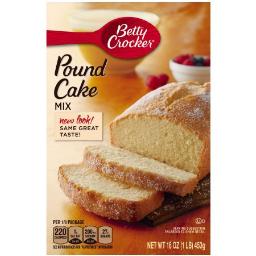 Betty
Crocker
Pound
Cake
MIX
new look!
SAME GREAT
TASTE!
PER 1/8 PACKAGE
220
CALORIES
NET WT 16 OZ (1 LB) 453g